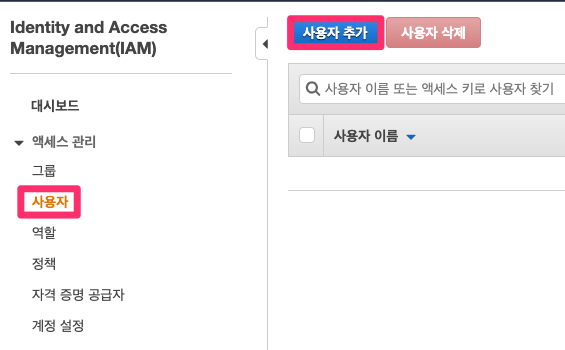 Identity and Access
Management(IAM)
대시보드
액세스 관리
그룹
사용자
역할
정책
자격 증명 공급자
계정 설정
사용자 추가
사용자 삭제
사용자 이름 또는 액세스 키로 사용자 찾기
사용자 이름